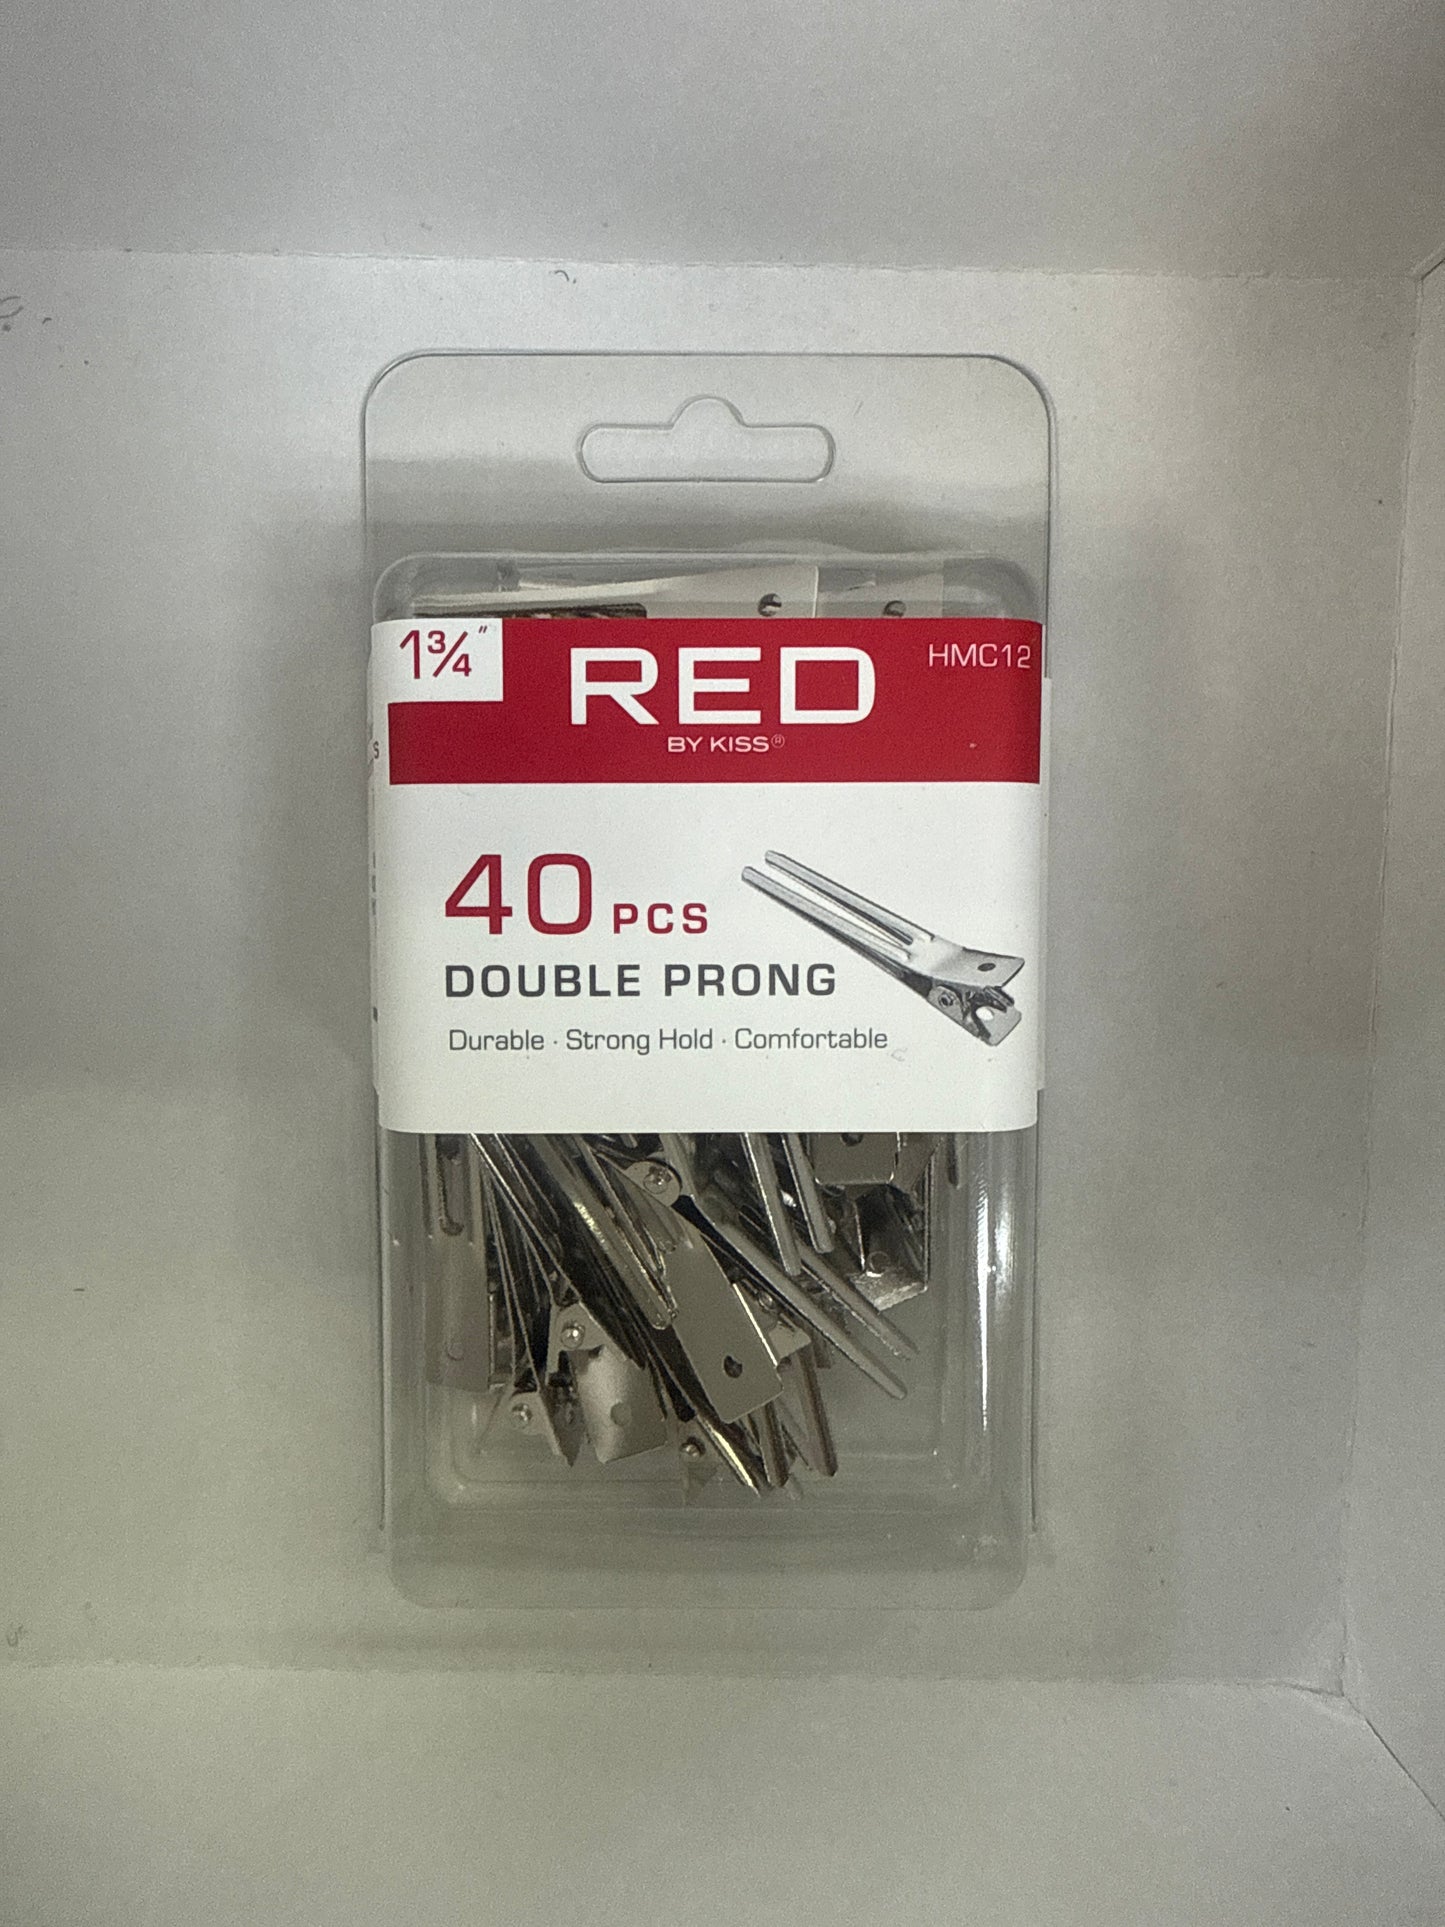 1¾"
RED
HMC12
BY KISS®
S
40 PCS
DOUBLE PRONG
Durable · Strong Hold · Comfortable